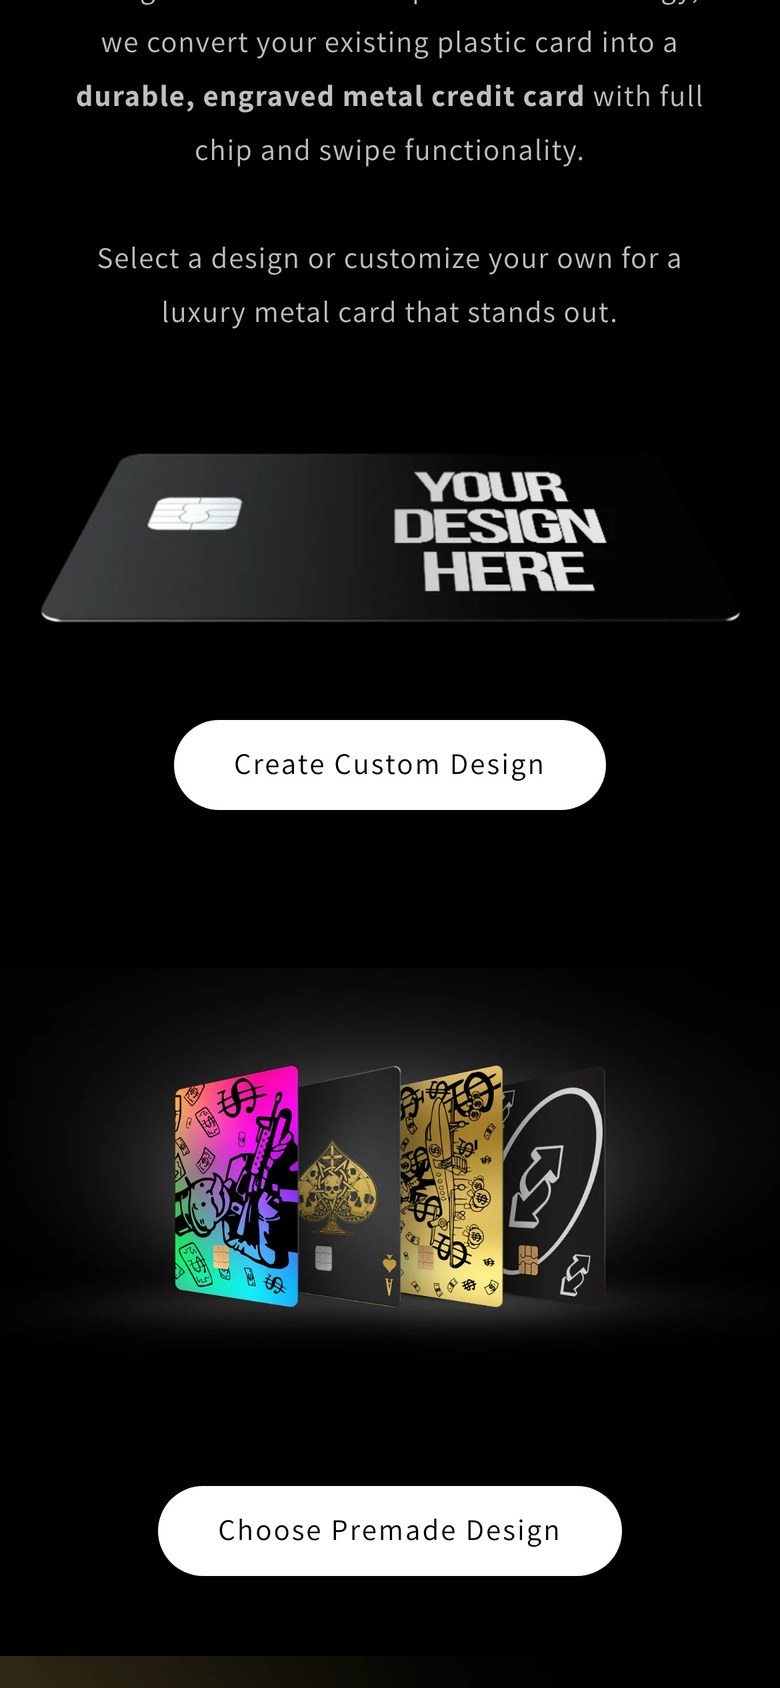 we convert your existing plastic card into a
durable, engraved metal credit card with full
chip and swipe functionality.
Select a design or customize your own for a
luxury metal card that stands out.
YOUR
DESIGN
HERE
Create Custom Design
A
Choose Premade Design